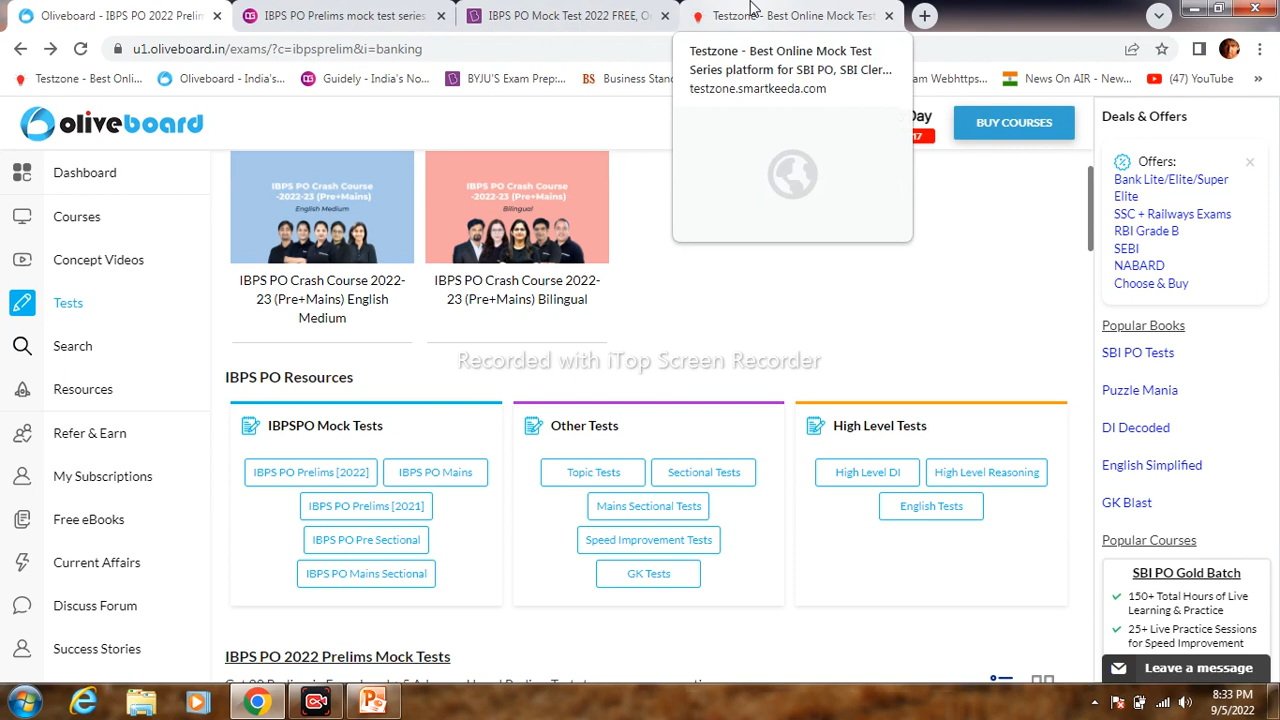 Oliveboard - IBPS PO 2022 Prelim
IBPS PO Prelims mock test series
IBPS PO Mock Test 2022 FREE, O
Testzone - Best Online Mock Test
u1.oliveboard.in/exams/?c=ibpsprelim&i=banking
Testzone - Best Onli...
Oliveboard - India's...
Guidely - India's No...
BYJU'S Exam Prep:...
BS Business Stan
am Webhttps...
News On AIR - New...
(47) YouTube
»
Testzone - Best Online Mock Test
Series platform for SBI PO, SBI Cler...
testzone.smartkeeda.com
oliveboard
Day
17
BUY COURSES
Dashboard
Courses
Concept Videos
Tests
Search
Resources
Refer & Earn
My Subscriptions
Free eBooks
Current Affairs
Discuss Forum
Success Stories
IBPS PO Crash Course
-2022-23 (Pre+Mains)
English Medium
IBPS PO Crash Course
-2022-23 (Pre+Mains)
Bilingual
IBPS PO Crash Course 2022-
23 (Pre+Mains) English
Medium
IBPS PO Crash Course 2022-
23 (Pre+Mains) Bilingual
Recorded with iTop Screen Recorder
IBPS PO Resources
IBPSPO Mock Tests
IBPS PO Prelims [2022]
IBPS PO Mains
IBPS PO Prelims [2021]
IBPS PO Pre Sectional
IBPS PO Mains Sectional
Other Tests
Topic Tests
Sectional Tests
Mains Sectional Tests
Speed Improvement Tests
GK Tests
High Level Tests
High Level DI
High Level Reasoning
English Tests
IBPS PO 2022 Prelims Mock Tests
Deals & Offers
Offers:
Bank Lite/Elite/Super
Elite
SSC + Railways Exams
RBI Grade B
SEBI
NABARD
Choose & Buy
Popular Books
SBI PO Tests
Puzzle Mania
DI Decoded
English Simplified
GK Blast
Popular Courses
SBI PO Gold Batch
150+ Total Hours of Live
Learning & Practice
25+ Live Practice Sessions
for Speed Improvement
Leave a message
8:33 PM
9/5/2022